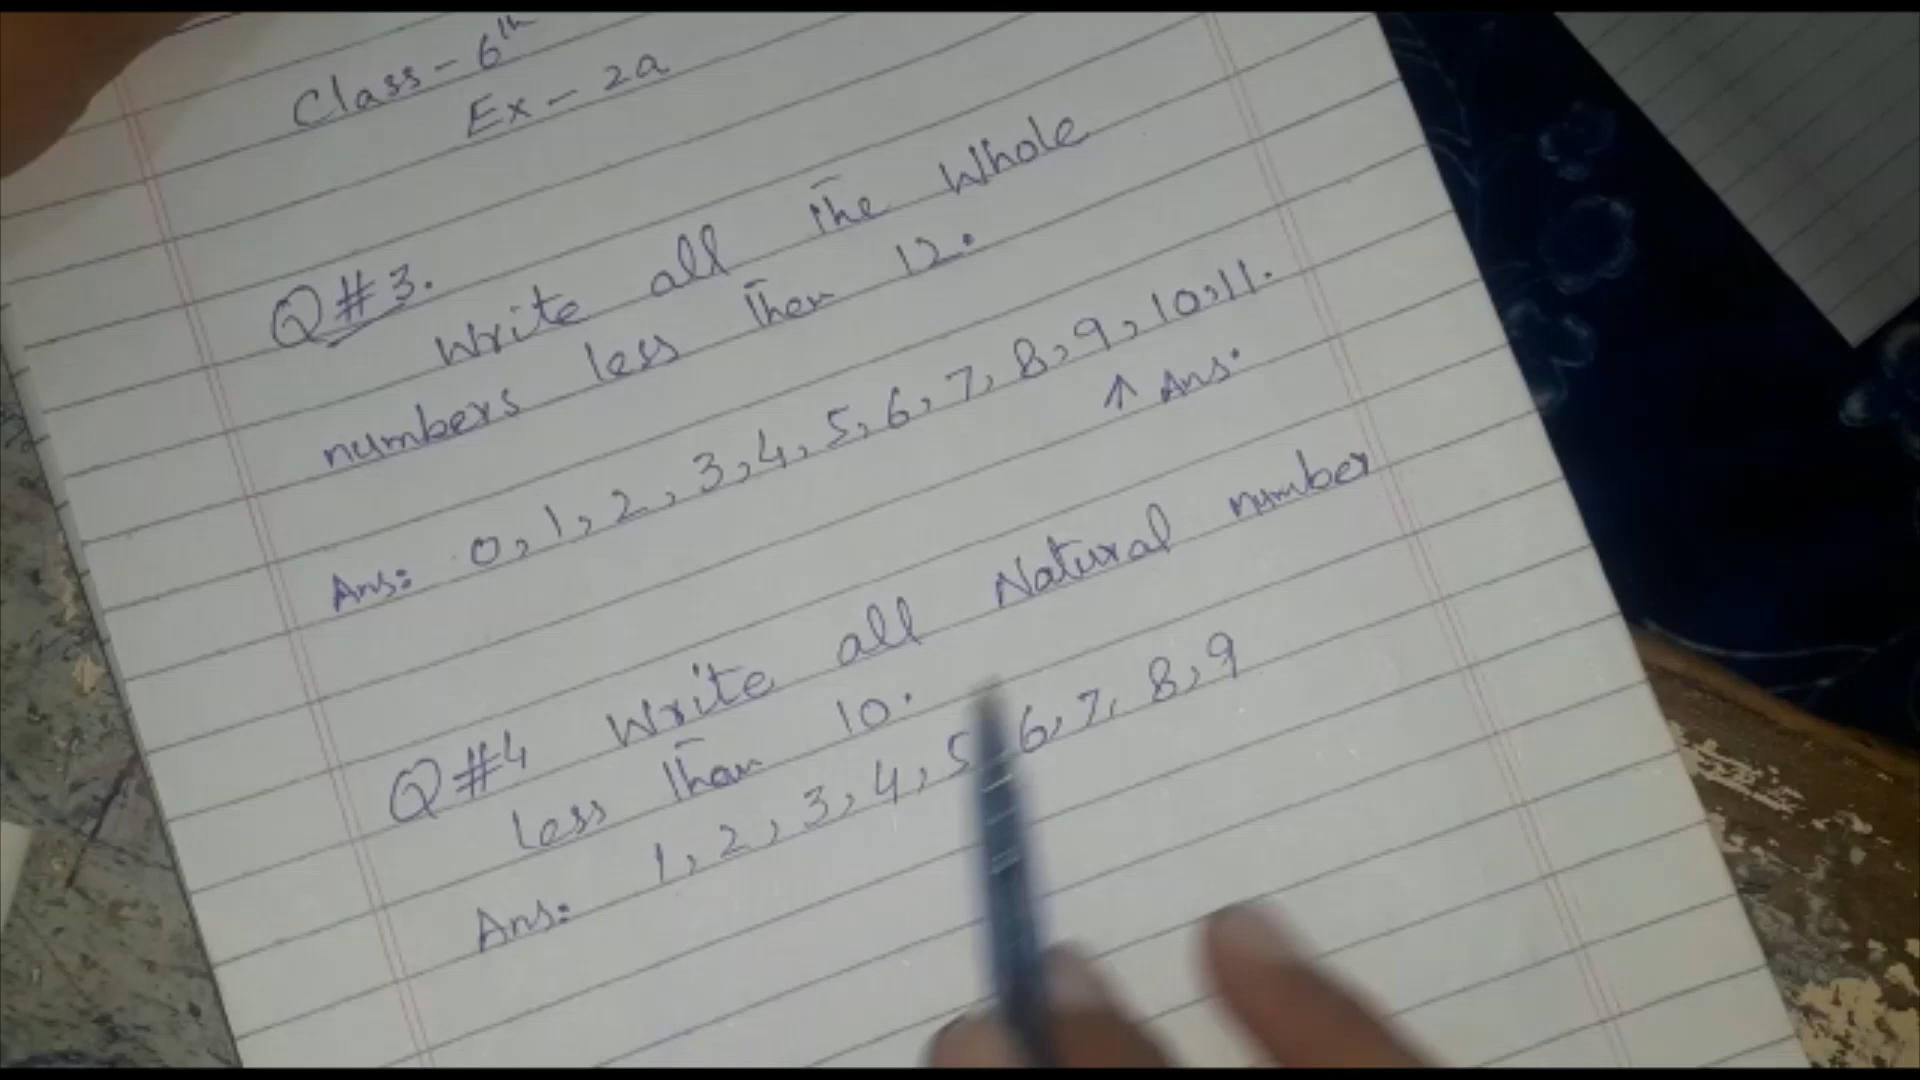 Class - 6th
Ex - 2a
Q#3.
Write all the Whole
numbers less than 12.
Ans: 0, 1, 2, 3, 4, 5, 6, 7, 8, 9, 10, 11.
↑ Ans.
Q#4 Write all Natural number
less than 10.
Ans: 1, 2, 3, 4, 5 6, 7, 8, 9